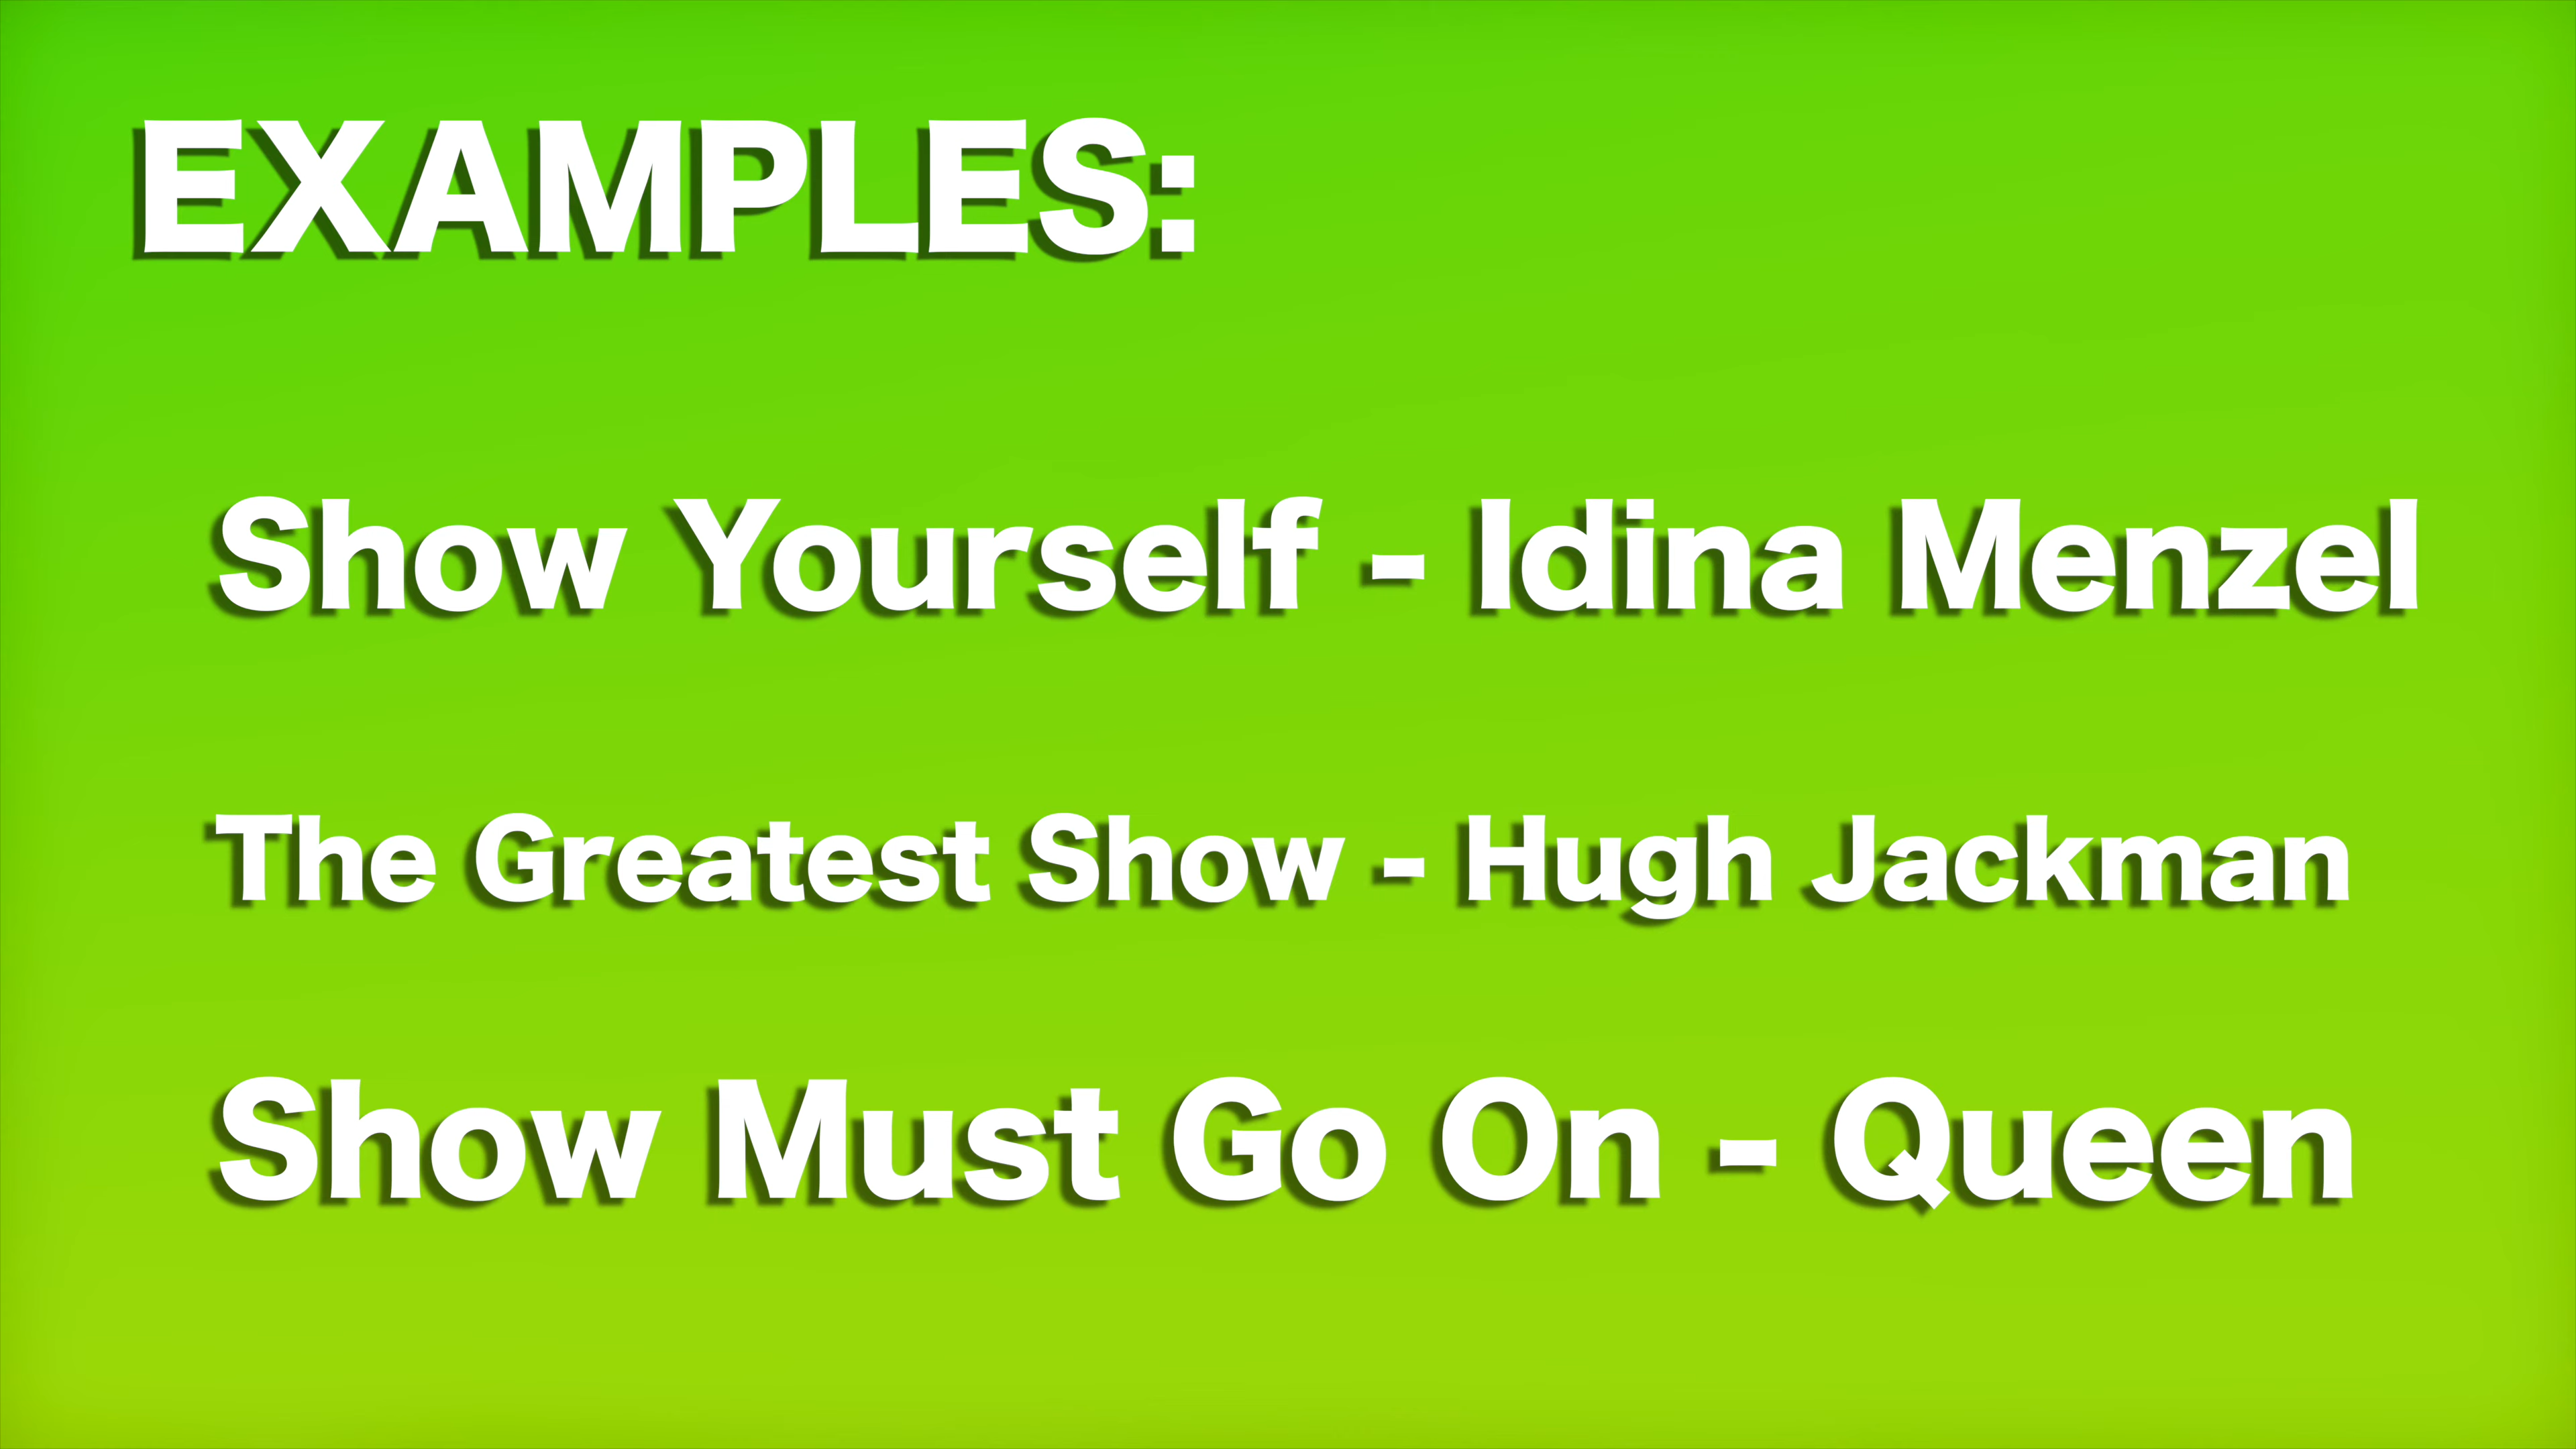 EXAMPLES:
Show Yourself - Idina Menzel
The Greatest Show - Hugh Jackman
Show Must Go On - Queen